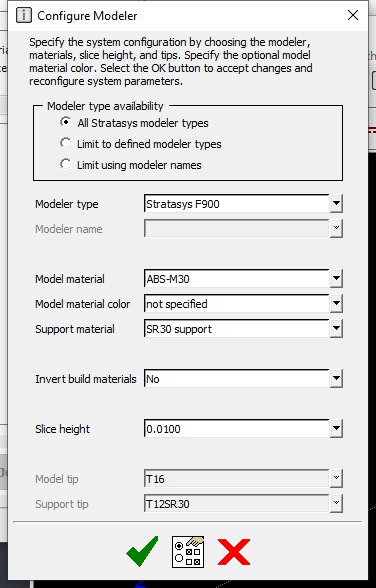 Configure Modeler
Specify the system configuration by choosing the modeler,
materials, slice height, and tips. Specify the optional model
material color. Select the OK button to accept changes and
reconfigure system parameters.
Modeler type availability
All Stratasys modeler types
Limit to defined modeler types
Limit using modeler names
Modeler type Stratasys F900
Modeler name
Model material ABS-M30
Model material color not specified
Support material SR30 support
Invert build materials No
Slice height 0.0100
Model tip T16
Support tip T12SR30